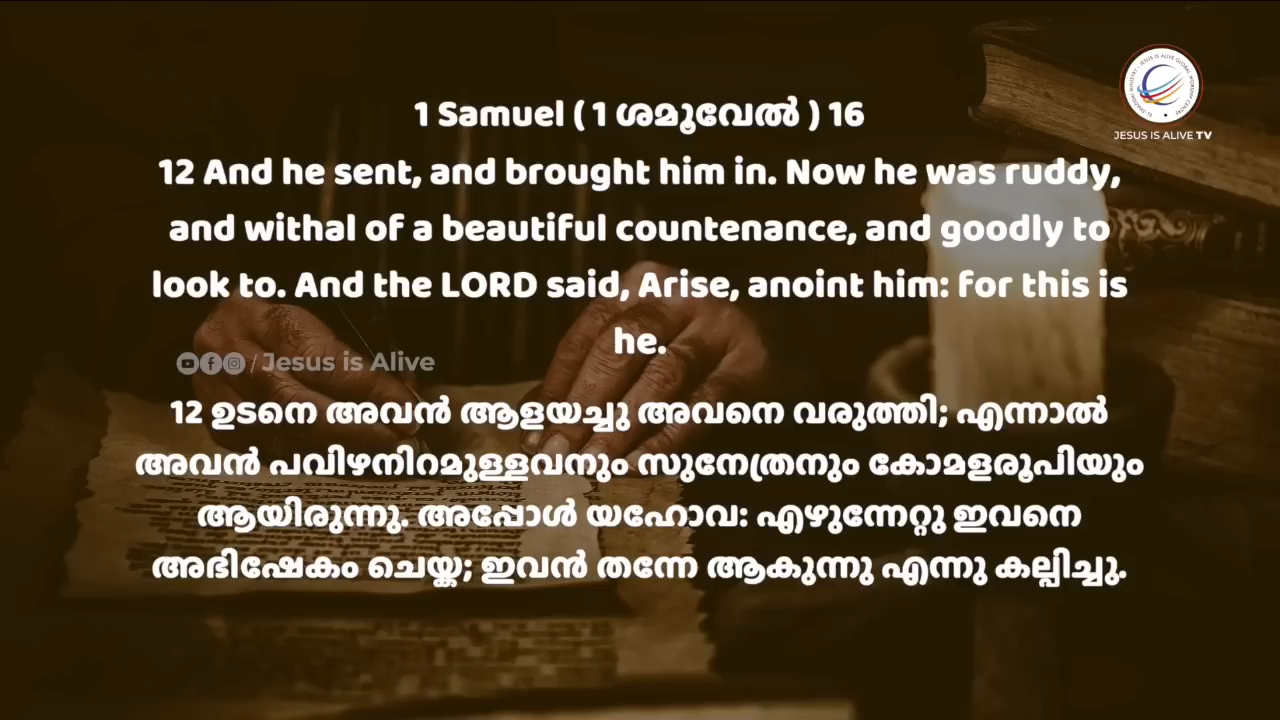 1 Samuel ( 1 ശമൂവേൽ ) 16
12 And he sent, and brought him in. Now he was ruddy,
and withal of a beautiful countenance, and goodly to
look to. And the LORD said, Arise, anoint him: for this is
he.
12 ഉടനെ അവൻ ആളയച്ചു അവനെ വരുത്തി; എന്നാൽ
അവൻ പവിഴനിറമുള്ളവനും സുനേത്രനും കോമളരൂപിയും
ആയിരുന്നു. അപ്പോൾ യഹോവ: എഴുന്നേറ്റു ഇവനെ
അഭിഷേകം ചെയ്ക; ഇവൻ തന്നേ ആകുന്നു എന്നു കല്പിച്ചു.
/ Jesus is Alive
JESUS IS ALIVE TV